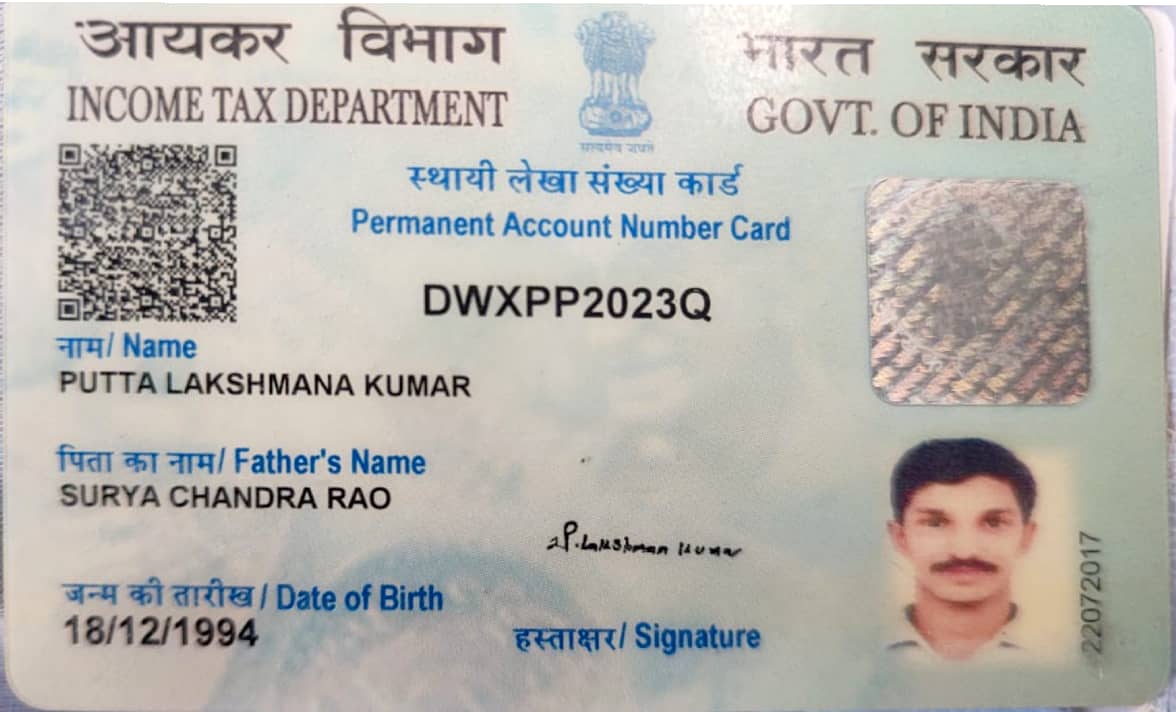 आयकर विभाग
INCOME TAX DEPARTMENT
सत्यमेव जयते
भारत सरकार
GOVT. OF INDIA
स्थायी लेखा संख्या कार्ड
Permanent Account Number Card
DWXPP2023Q
नाम/ Name
PUTTA LAKSHMANA KUMAR
पिता का नाम/ Father's Name
SURYA CHANDRA RAO
P. Lakshman Kumar
जन्म की तारीख / Date of Birth
18/12/1994
हस्ताक्षर/ Signature
22072017